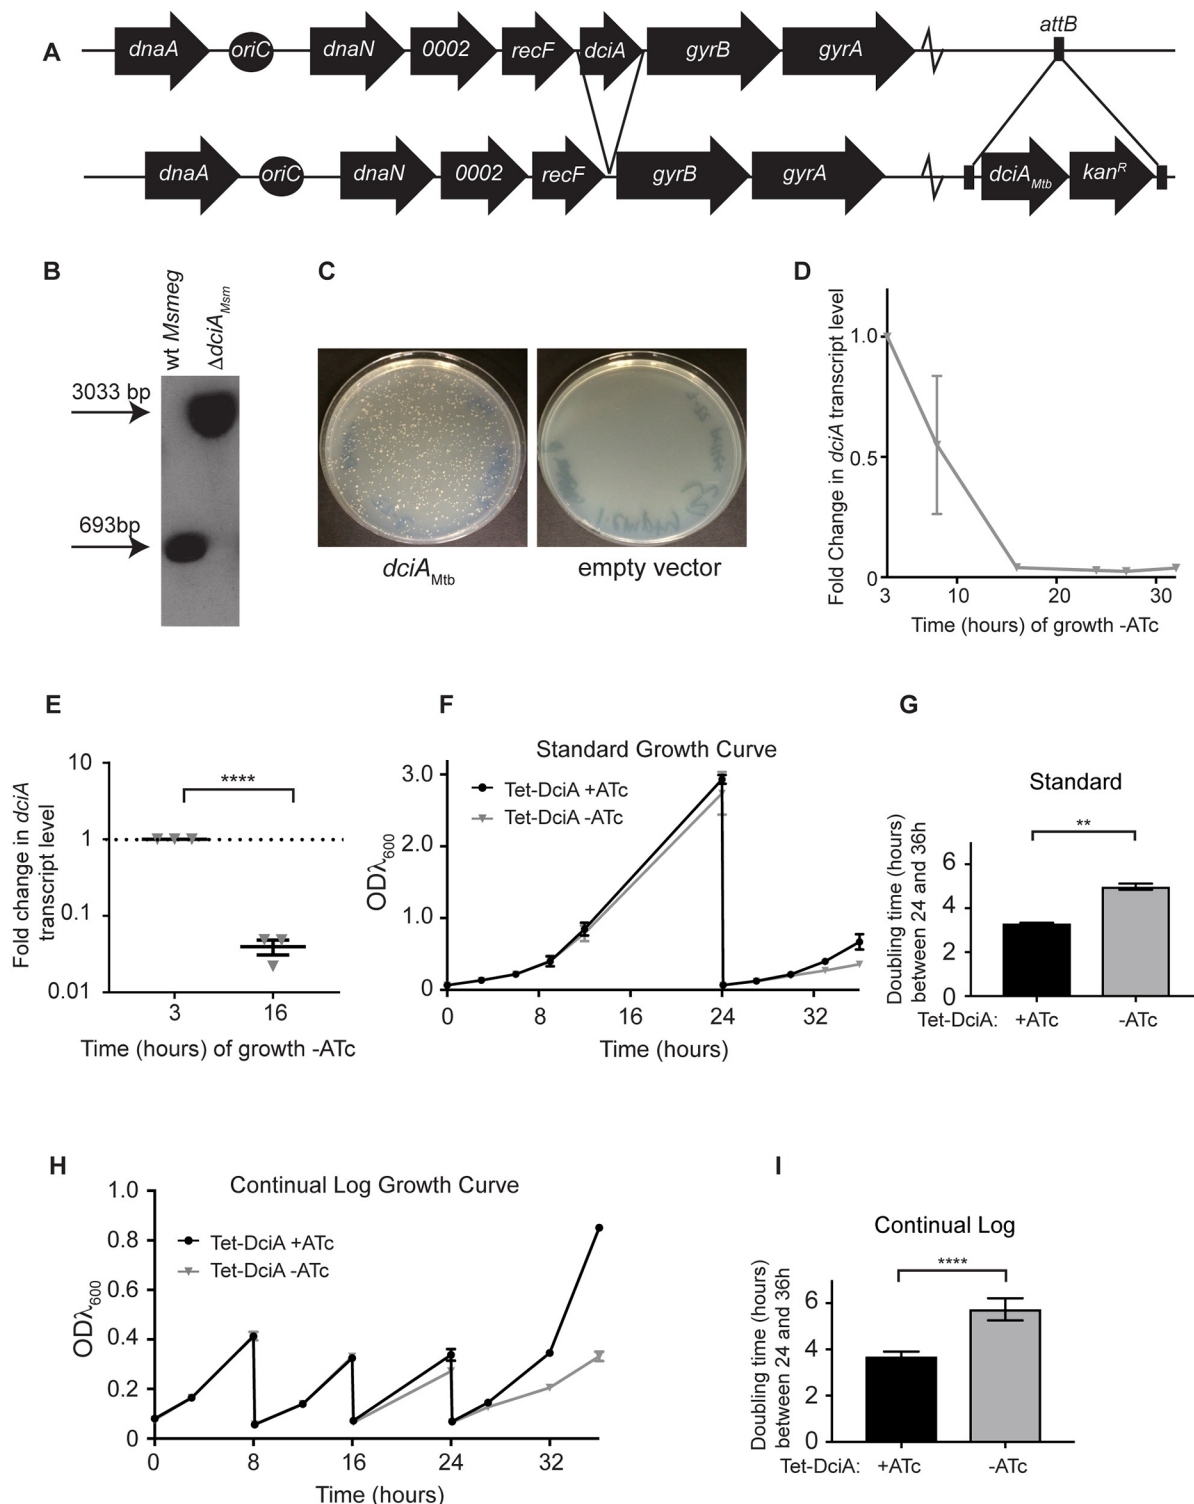 A
dnaA oriC dnaN 0002 recF dciA gyrB gyrA attB
dnaA oriC dnaN 0002 recF gyrB gyrA dciA Mtb kan R
B
wt Msmeg
ΔdciA Msm
3033 bp
693bp
C
dciA Mtb
empty vector
D
Fold Change in dciA transcript level
1.0
0.5
0
3 10 20 30
Time (hours) of growth -ATc
E
Fold change in dciA
transcript level
10
1
0.1
0.01
****
3 16
Time (hours) of growth -ATc
F
Standard Growth Curve
Tet-DciA +ATc
Tet-DciA -ATc
ODλ600
3.0
2.0
1.0
0
0 8 16 24 32
Time (hours)
G
Standard
**
Doubling time (hours)
between 24 and 36h
6
4
2
0
Tet-DciA: +ATc -ATc
H
Continual Log Growth Curve
Tet-DciA +ATc
Tet-DciA -ATc
ODλ600
1.0
0.8
0.6
0.4
0.2
0
0 8 16 24 32
Time (hours)
I
Continual Log
****
Doubling time (hours)
between 24 and 36h
6
4
2
0
Tet-DciA: +ATc -ATc